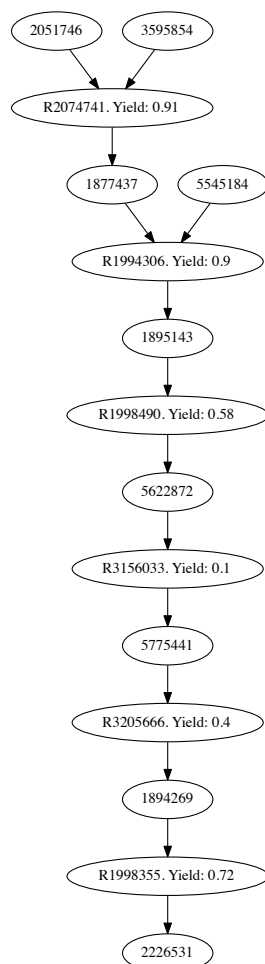 2051746
3595854
R2074741. Yield: 0.91
1877437
5545184
R1994306. Yield: 0.9
1895143
R1998490. Yield: 0.58
5622872
R3156033. Yield: 0.1
5775441
R3205666. Yield: 0.4
1894269
R1998355. Yield: 0.72
2226531